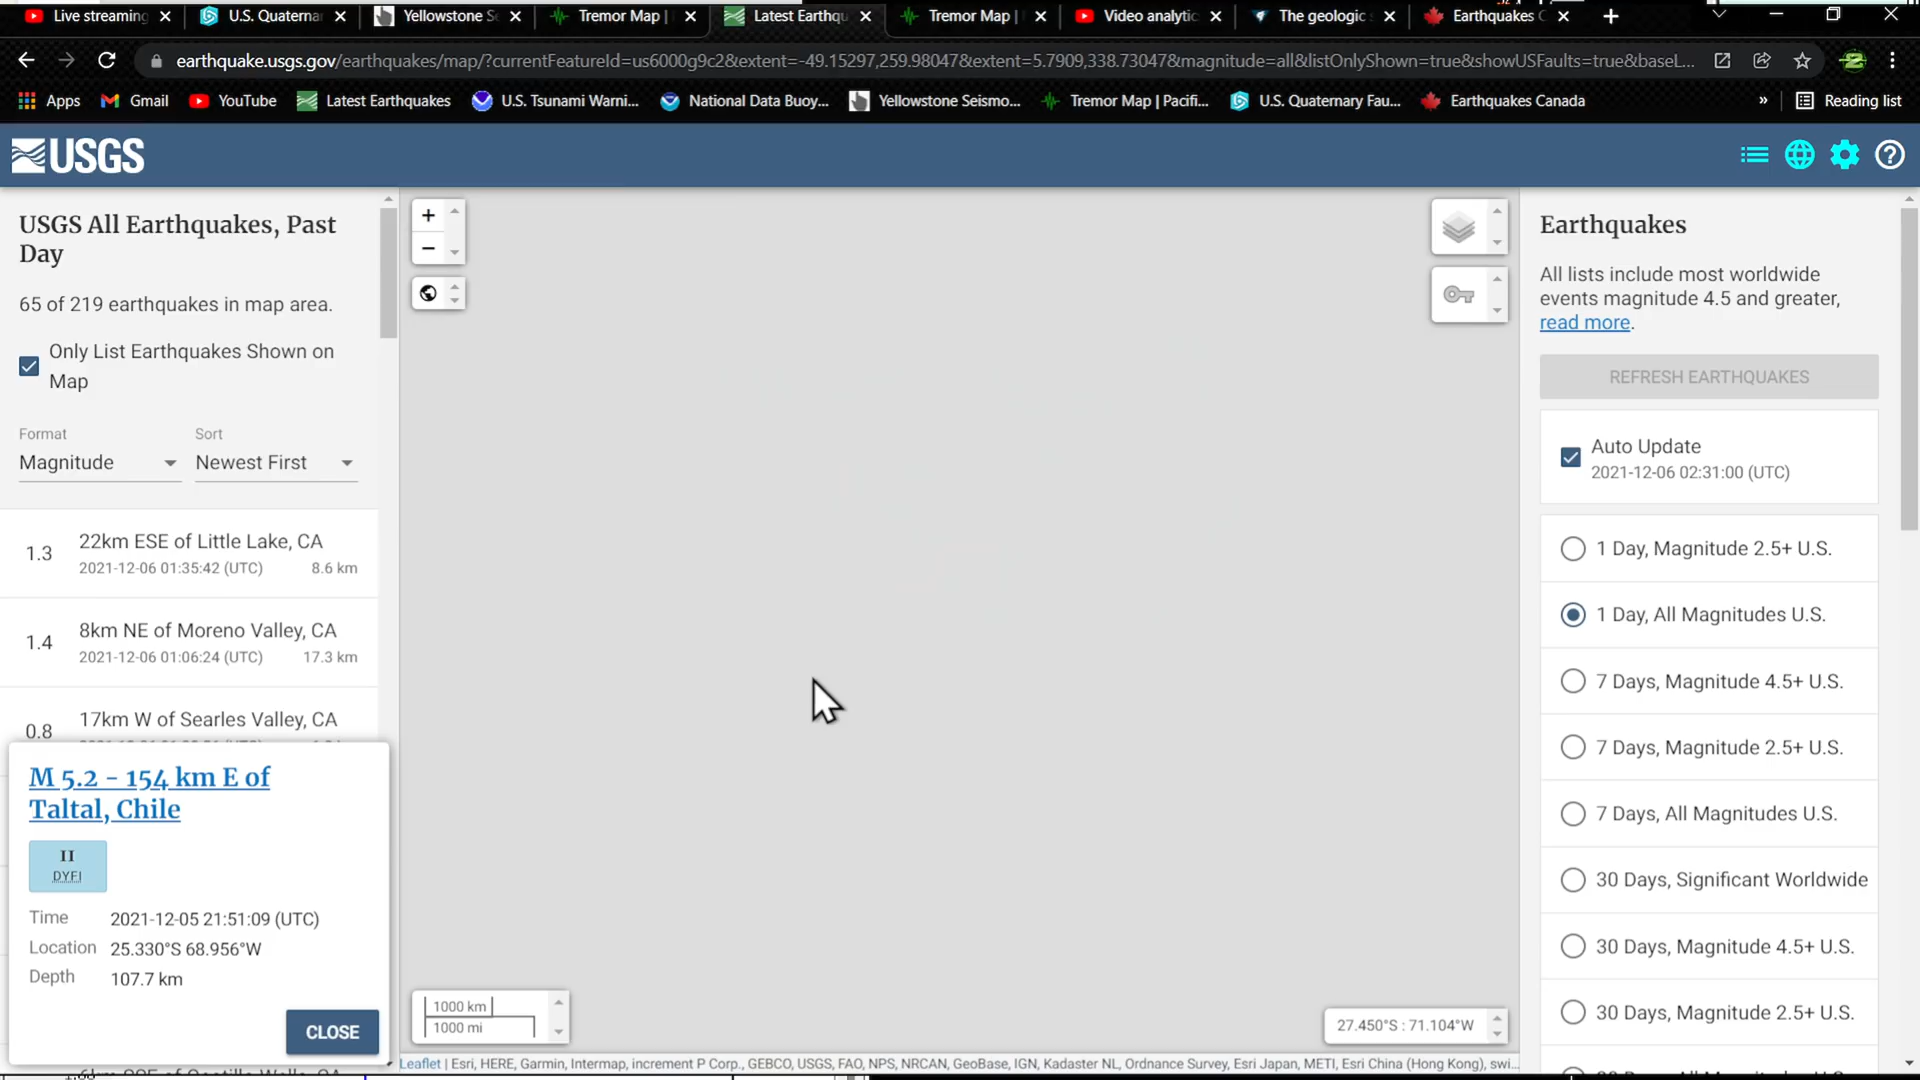 Live streaming
U.S. Quaterna
Yellowstone Se
Tremor Map |
Latest Earthqu
Tremor Map |
Video analytic
The geologic
Earthquakes C
earthquake.usgs.gov/earthquakes/map/?currentFeatureId=us6000g9c2&extent=-49.15297,259.98047&extent=5.7909,338.73047&magnitude=all&listOnlyShown=true&showUSFaults=true&baseL...
Apps
Gmail
YouTube
Latest Earthquakes
U.S. Tsunami Warni...
National Data Buoy...
Yellowstone Seismo...
Tremor Map | Pacifi...
U.S. Quaternary Fau...
Earthquakes Canada
»
Reading list
USGS
USGS All Earthquakes, Past
Day
65 of 219 earthquakes in map area.
Only List Earthquakes Shown on
Map
Format
Sort
Magnitude
Newest First
1.3
22km ESE of Little Lake, CA
2021-12-06 01:35:42 (UTC)
8.6 km
1.4
8km NE of Moreno Valley, CA
2021-12-06 01:06:24 (UTC)
17.3 km
0.8
17km W of Searles Valley, CA
M 5.2 - 154 km E of
Taltal, Chile
II
DYFI
Time 2021-12-05 21:51:09 (UTC)
Location 25.330°S 68.956°W
Depth 107.7 km
CLOSE
+
−
1000 km
1000 mi
27.450°S : 71.104°W
Leaflet | Esri, HERE, Garmin, Intermap, increment P Corp., GEBCO, USGS, FAO, NPS, NRCAN, GeoBase, IGN, Kadaster NL, Ordnance Survey, Esri Japan, METI, Esri China (Hong Kong), swi...
Earthquakes
All lists include most worldwide
events magnitude 4.5 and greater,
read more.
REFRESH EARTHQUAKES
Auto Update
2021-12-06 02:31:00 (UTC)
1 Day, Magnitude 2.5+ U.S.
1 Day, All Magnitudes U.S.
7 Days, Magnitude 4.5+ U.S.
7 Days, Magnitude 2.5+ U.S.
7 Days, All Magnitudes U.S.
30 Days, Significant Worldwide
30 Days, Magnitude 4.5+ U.S.
30 Days, Magnitude 2.5+ U.S.